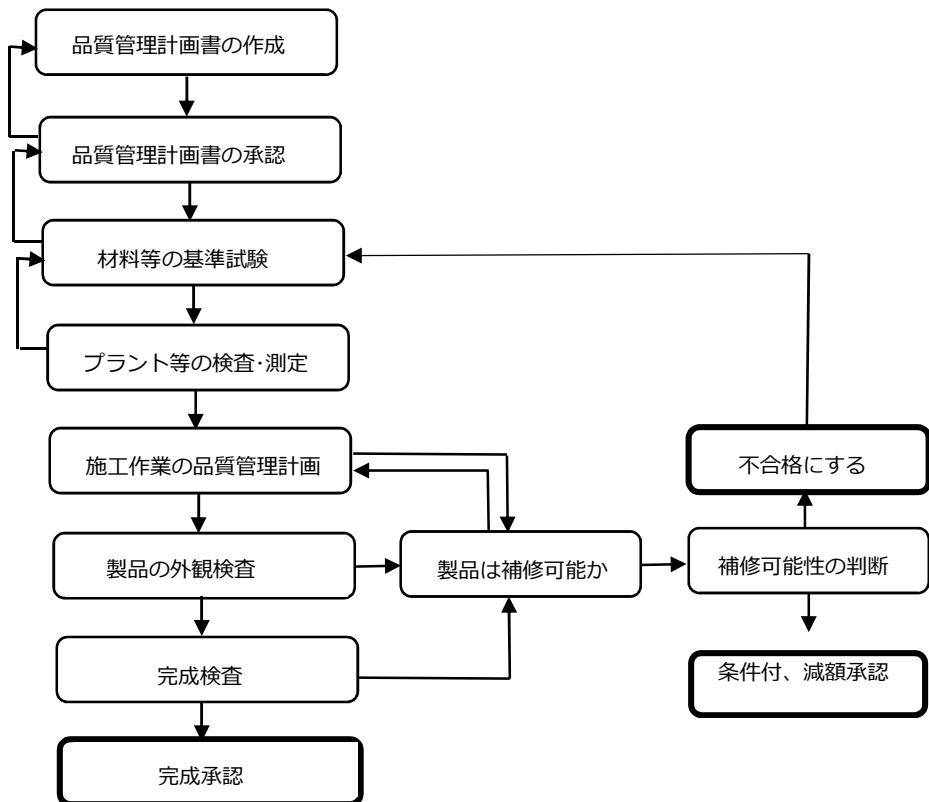 品質管理計画書の作成
品質管理計画書の承認
材料等の基準試験
プラント等の検査･測定
施工作業の品質管理計画
不合格にする
製品の外観検査
製品は補修可能か
補修可能性の判断
完成検査
条件付、減額承認
完成承認